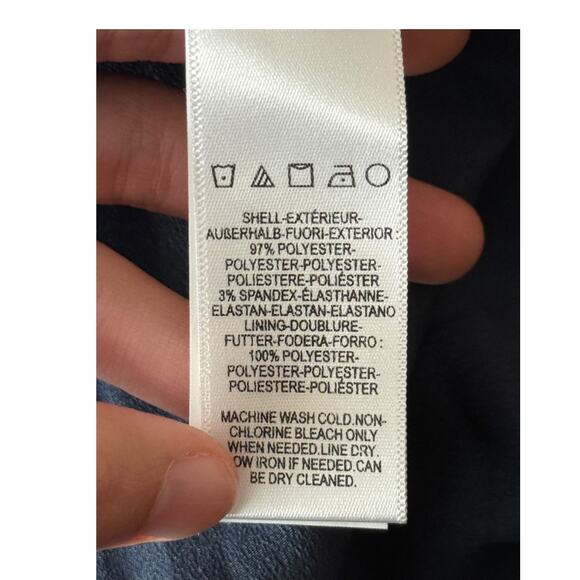 SHELL-EXTÉRIEUR-
AUßERHALB-FUORI-EXTERIOR :
97% POLYESTER-
POLYESTER-POLYESTER-
POLIESTERE-POLIÉSTER
3% SPANDEX-ÉLASTHANNE-
ELASTAN-ELASTAN-ELASTANO
LINING-DOUBLURE-
FUTTER-FODERA-FORRO :
100% POLYESTER-
POLYESTER-POLYESTER-
POLIESTERE-POLIÉSTER
MACHINE WASH COLD.NON-
CHLORINE BLEACH ONLY
WHEN NEEDED.LINE DRY.
OW IRON IF NEEDED.CAN
BE DRY CLEANED.